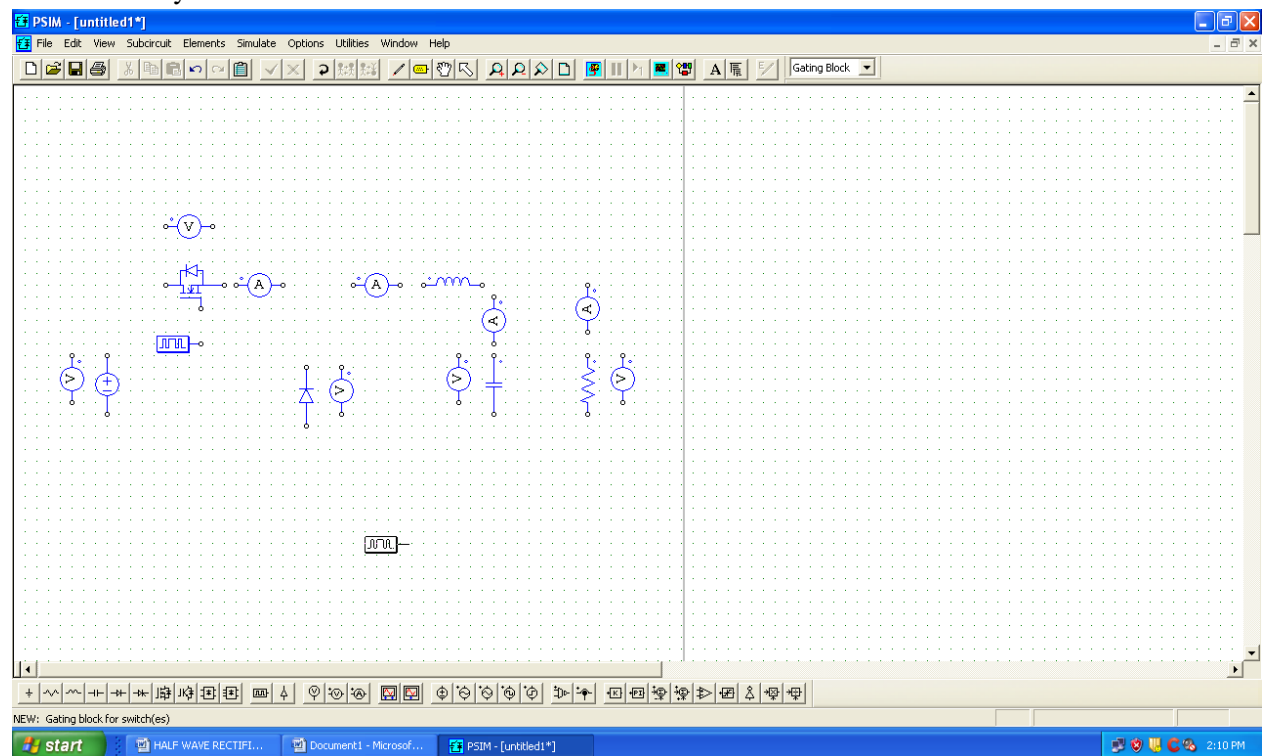 PSIM - [untitled1*]
File Edit View Subcircuit Elements Simulate Options Utilities Window Help
A Gating Block
V
A A
A A
V V V V
K PI
NEW: Gating block for switch(es)
start HALF WAVE RECTIFI... Document1 - Microsof... PSIM - [untitled1*] 2:10 PM